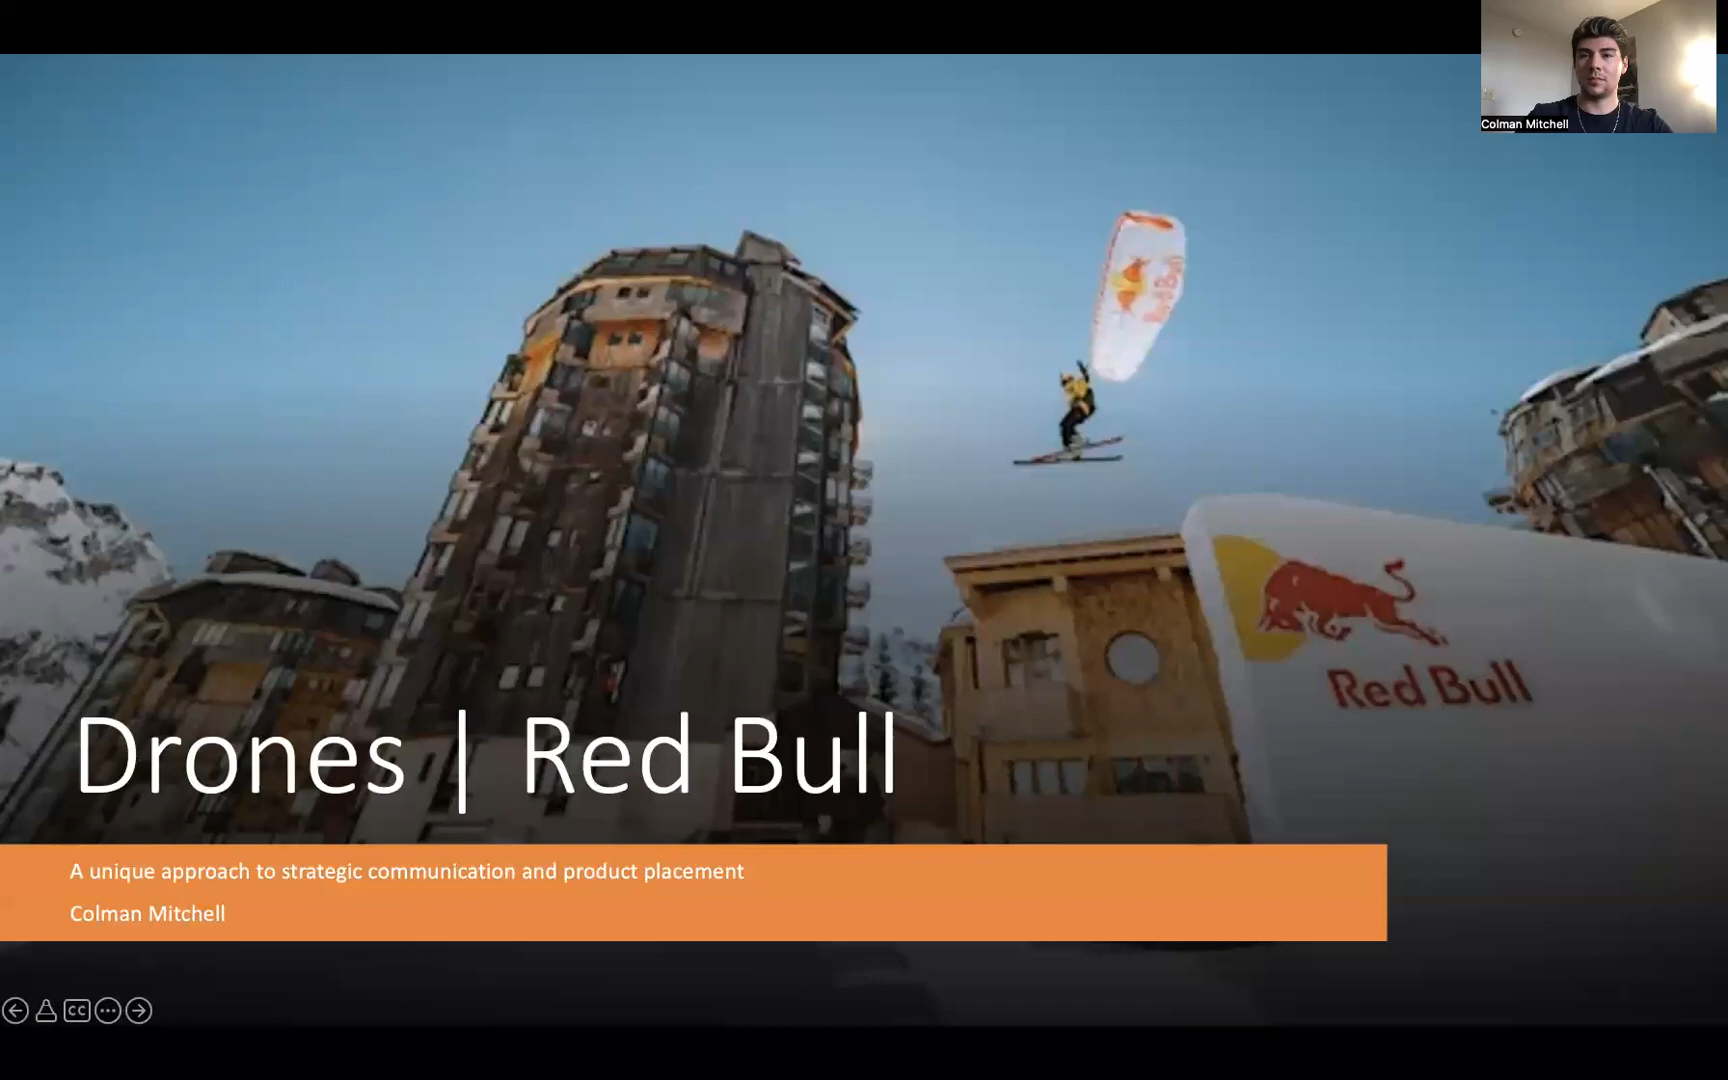 Colman Mitchell
Red Bull
Red Bull
Drones | Red Bull
A unique approach to strategic communication and product placement
Colman Mitchell
CC